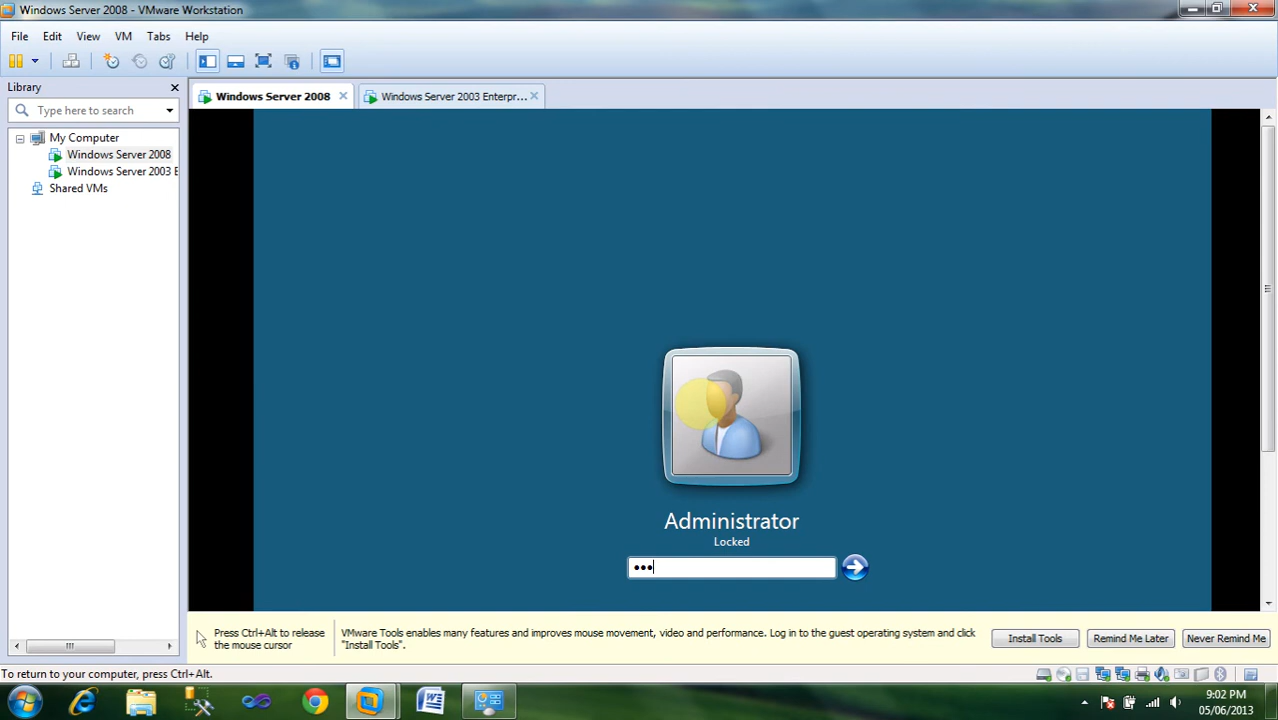 Windows Server 2008 - VMware Workstation
File Edit View VM Tabs Help
Library
Type here to search
My Computer
Windows Server 2008
Windows Server 2003 E
Shared VMs
Windows Server 2008
Windows Server 2003 Enterpr...
Administrator
Locked
Press Ctrl+Alt to release
the mouse cursor
VMware Tools enables many features and improves mouse movement, video and performance. Log in to the guest operating system and click
"Install Tools".
Install Tools
Remind Me Later
Never Remind Me
To return to your computer, press Ctrl+Alt.
9:02 PM
05/06/2013